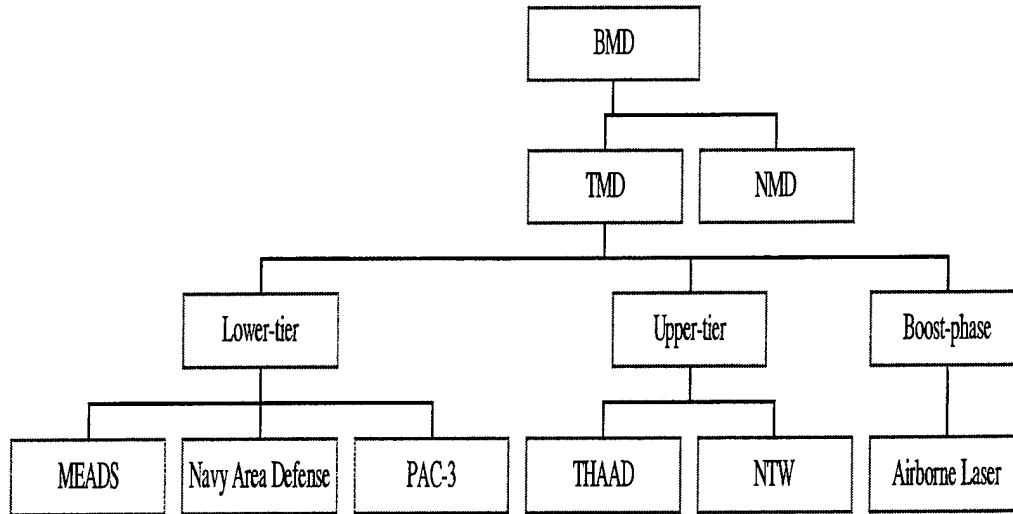 BMD
TMD
NMD
Lower-tier
Upper-tier
Boost-phase
MEADS
Navy Area Defense
PAC-3
THAAD
NTW
Airborne Laser